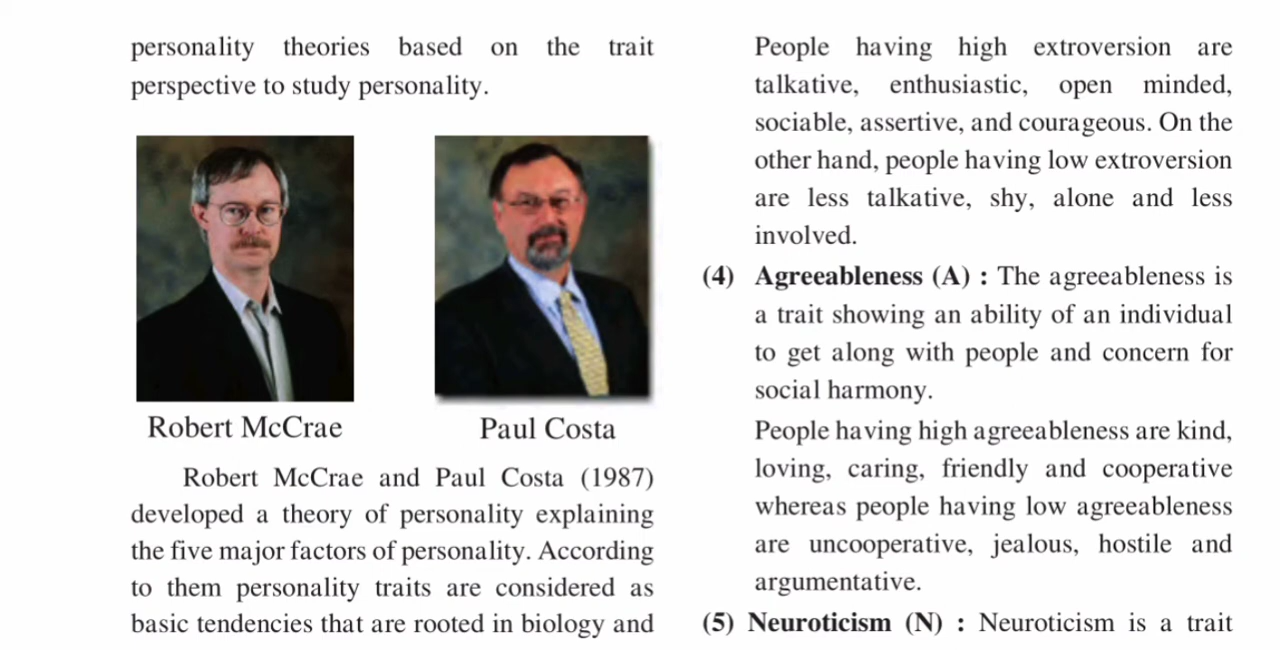 personality theories based on the trait
perspective to study personality.
Robert McCrae
Paul Costa
Robert McCrae and Paul Costa (1987)
developed a theory of personality explaining
the five major factors of personality. According
to them personality traits are considered as
basic tendencies that are rooted in biology and
People having high extroversion are
talkative, enthusiastic, open minded,
sociable, assertive, and courageous. On the
other hand, people having low extroversion
are less talkative, shy, alone and less
involved.
(4) Agreeableness (A) : The agreeableness is
a trait showing an ability of an individual
to get along with people and concern for
social harmony.
People having high agreeableness are kind,
loving, caring, friendly and cooperative
whereas people having low agreeableness
are uncooperative, jealous, hostile and
argumentative.
(5) Neuroticism (N) : Neuroticism is a trait